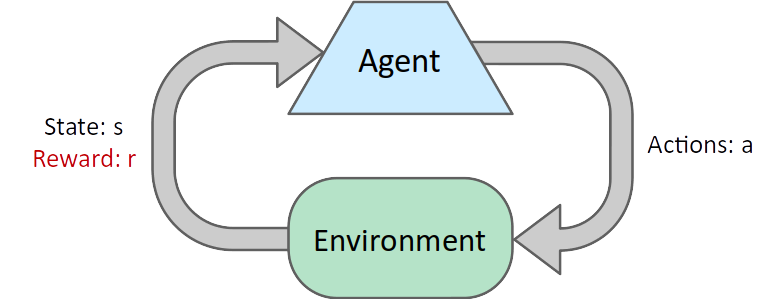 Agent
State: s
Reward: r
Actions: a
Environment